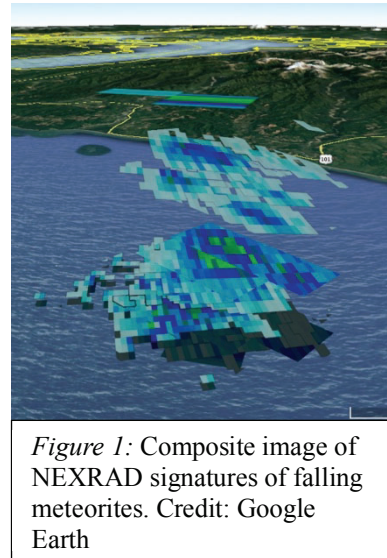 101
Figure 1: Composite image of
NEXRAD signatures of falling
meteorites. Credit: Google
Earth